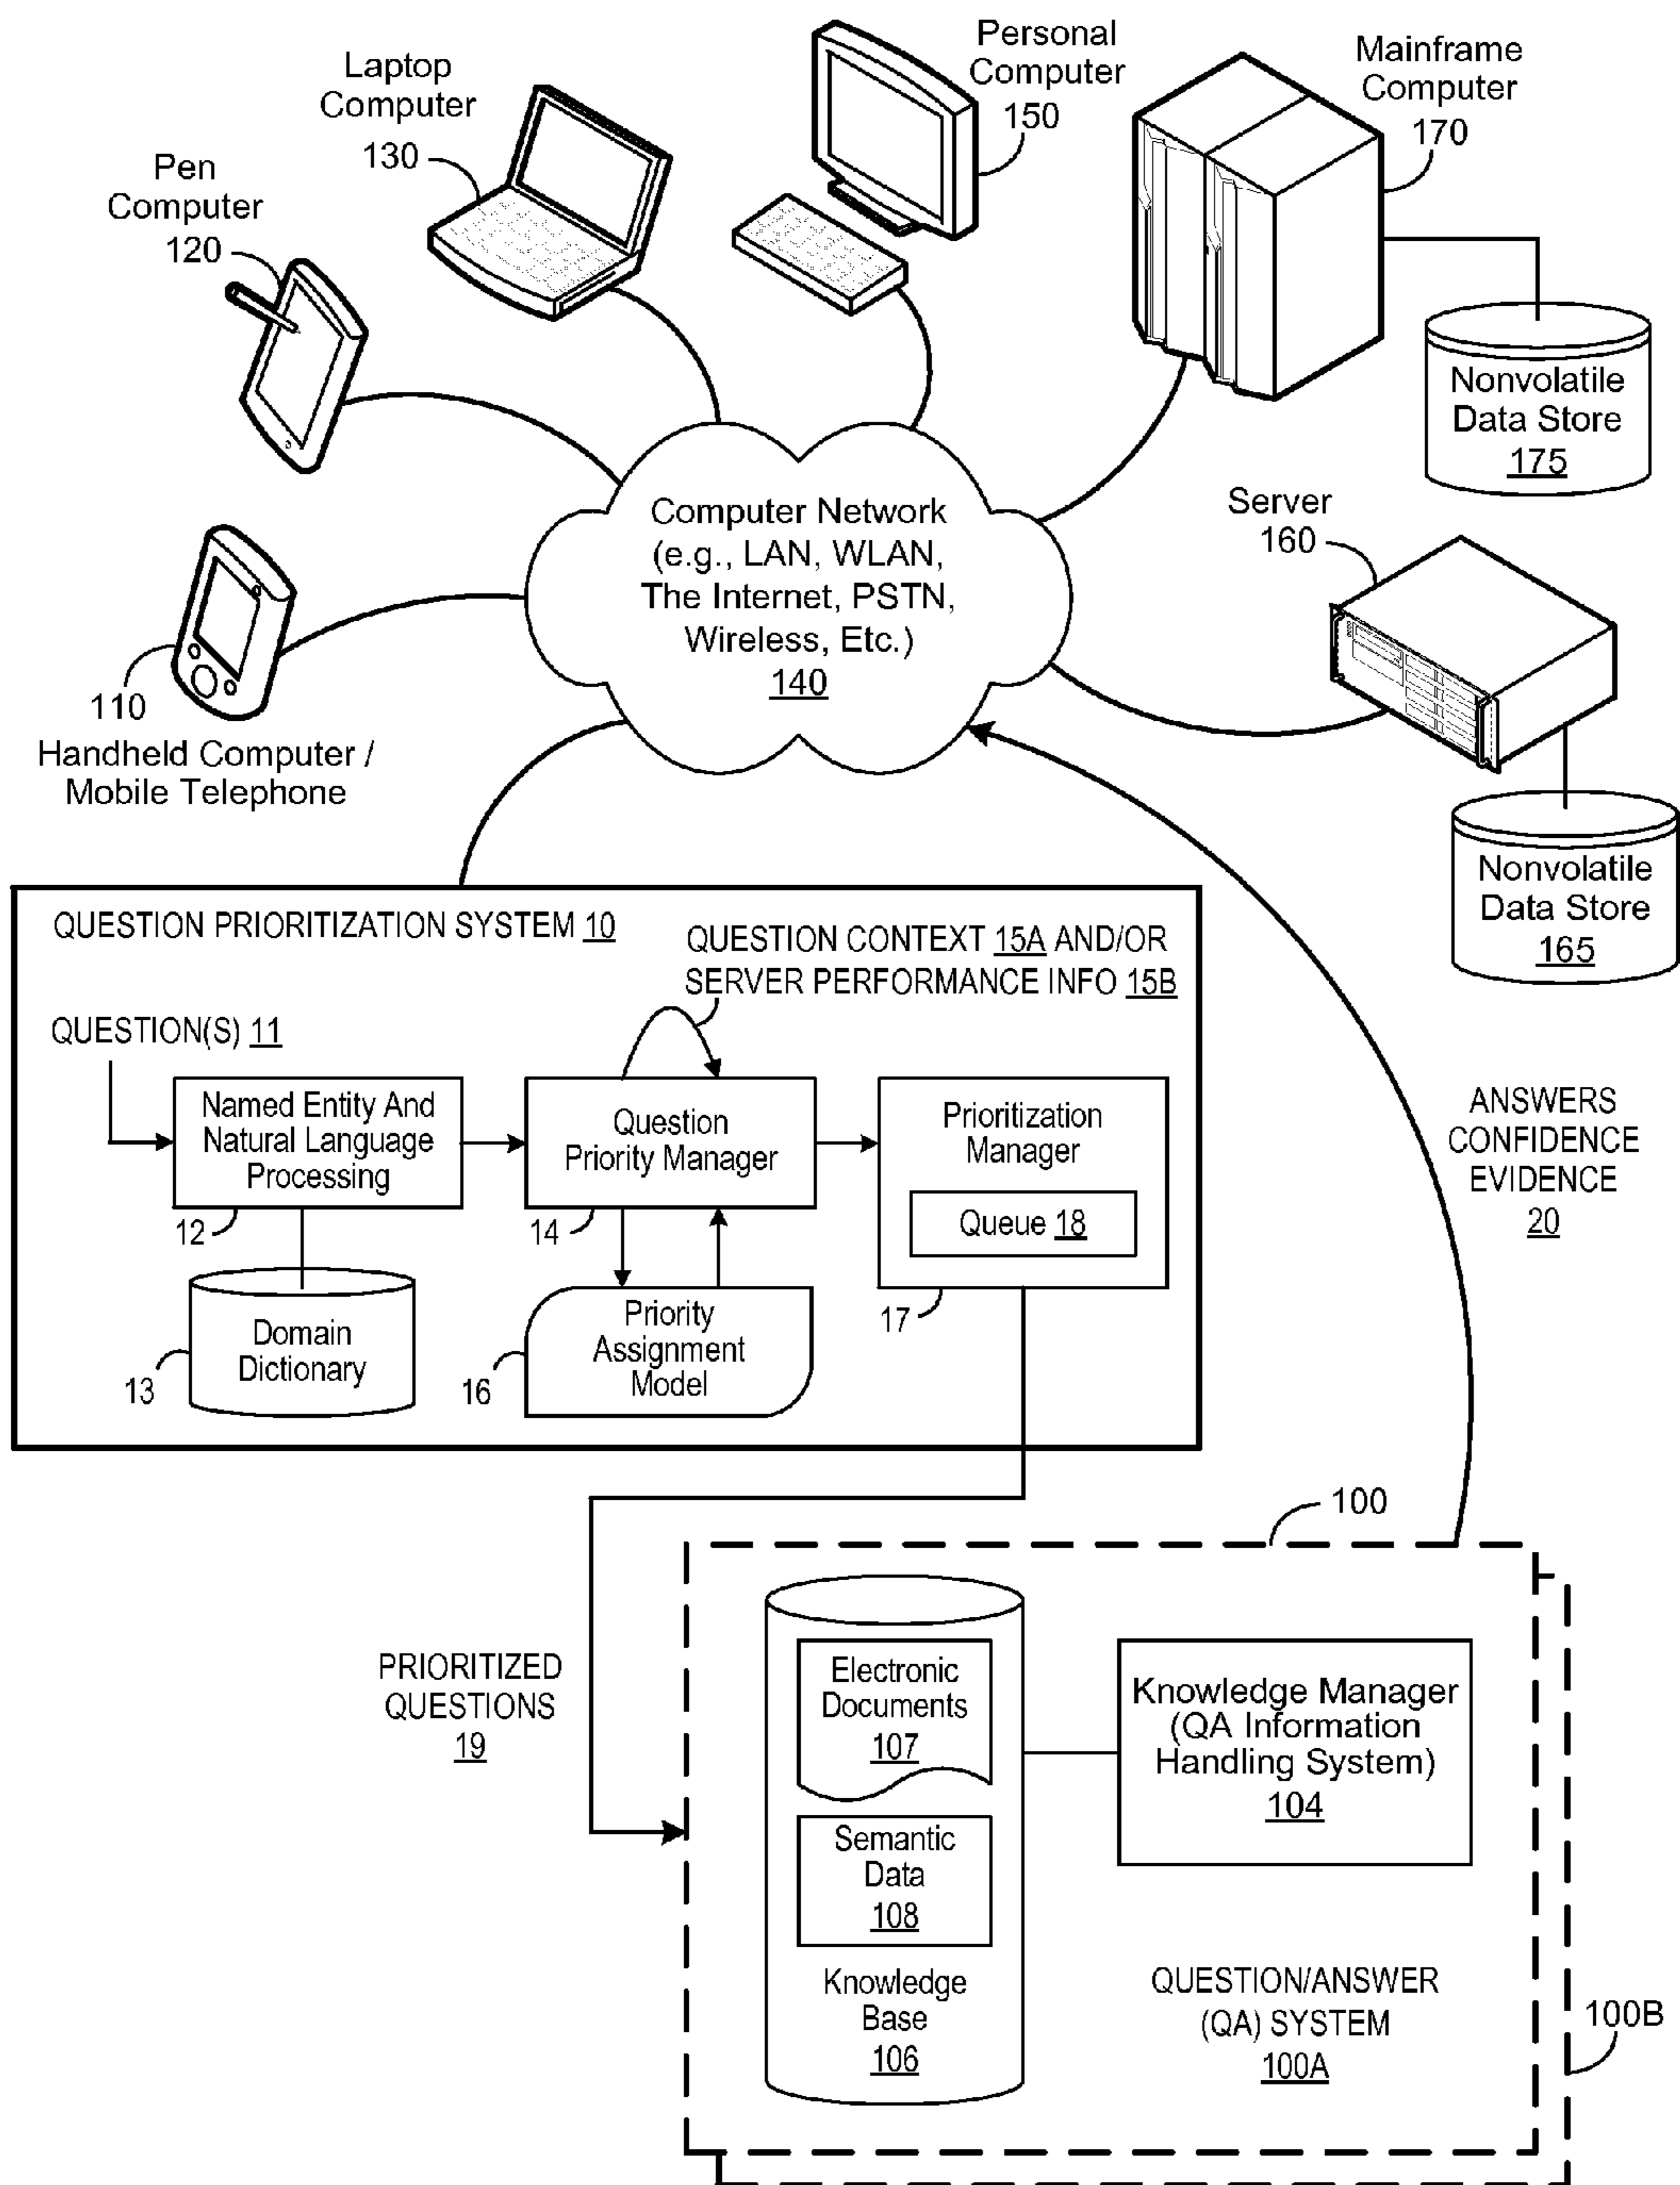 Personal
Computer
150
Mainframe
Computer
170
Laptop
Computer
130
Pen
Computer
120
Nonvolatile
Data Store
175
Server
160
Computer Network
(e.g., LAN, WLAN,
The Internet, PSTN,
Wireless, Etc.)
140
110
Handheld Computer /
Mobile Telephone
Nonvolatile
Data Store
165
QUESTION PRIORITIZATION SYSTEM 10
QUESTION CONTEXT 15A AND/OR
SERVER PERFORMANCE INFO 15B
QUESTION(S) 11
Named Entity And
Natural Language
Processing
12
Question
Priority Manager
14
Prioritization
Manager
Queue 18
17
Domain
Dictionary
13
Priority
Assignment
Model
16
ANSWERS
CONFIDENCE
EVIDENCE
20
PRIORITIZED
QUESTIONS
19
100
Electronic
Documents
107
Semantic
Data
108
Knowledge
Base
106
Knowledge Manager
(QA Information
Handling System)
104
QUESTION/ANSWER
(QA) SYSTEM
100A
100B